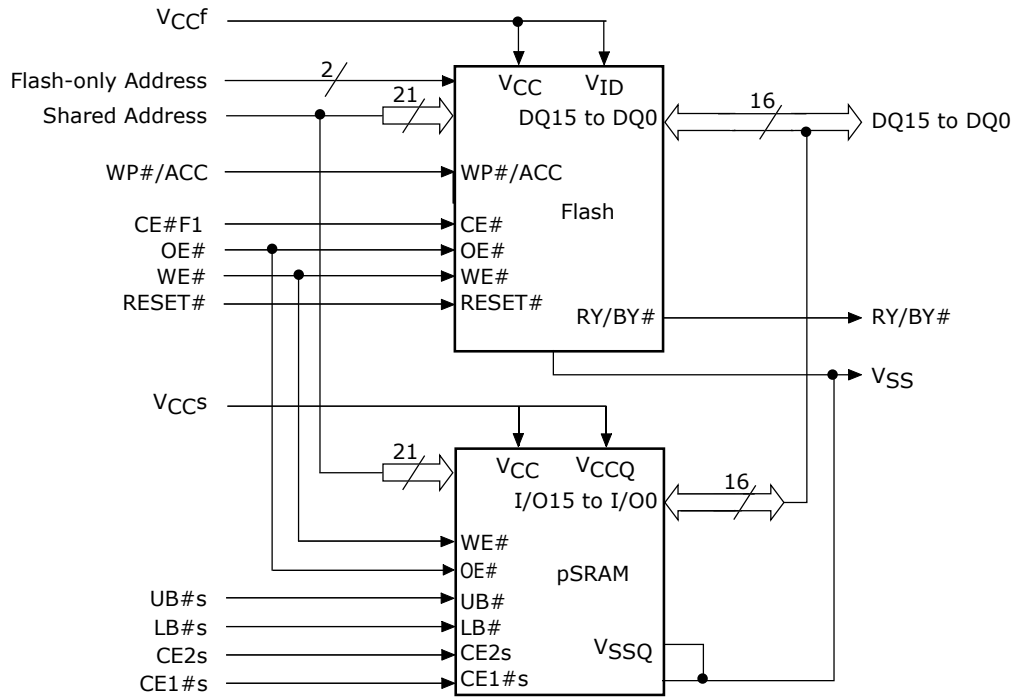 VCCf
Flash-only Address
2
VCC
VID
Shared Address
21
DQ15 to DQ0
16
DQ15 to DQ0
WP#/ACC
WP#/ACC
Flash
CE#F1
CE#
OE#
OE#
WE#
WE#
RESET#
RESET#
RY/BY#
RY/BY#
VSS
VCCs
21
VCC
VCCQ
I/O15 to I/O0
16
WE#
OE#
pSRAM
UB#s
UB#
LB#s
LB#
VSSQ
CE2s
CE2s
CE1#s
CE1#s